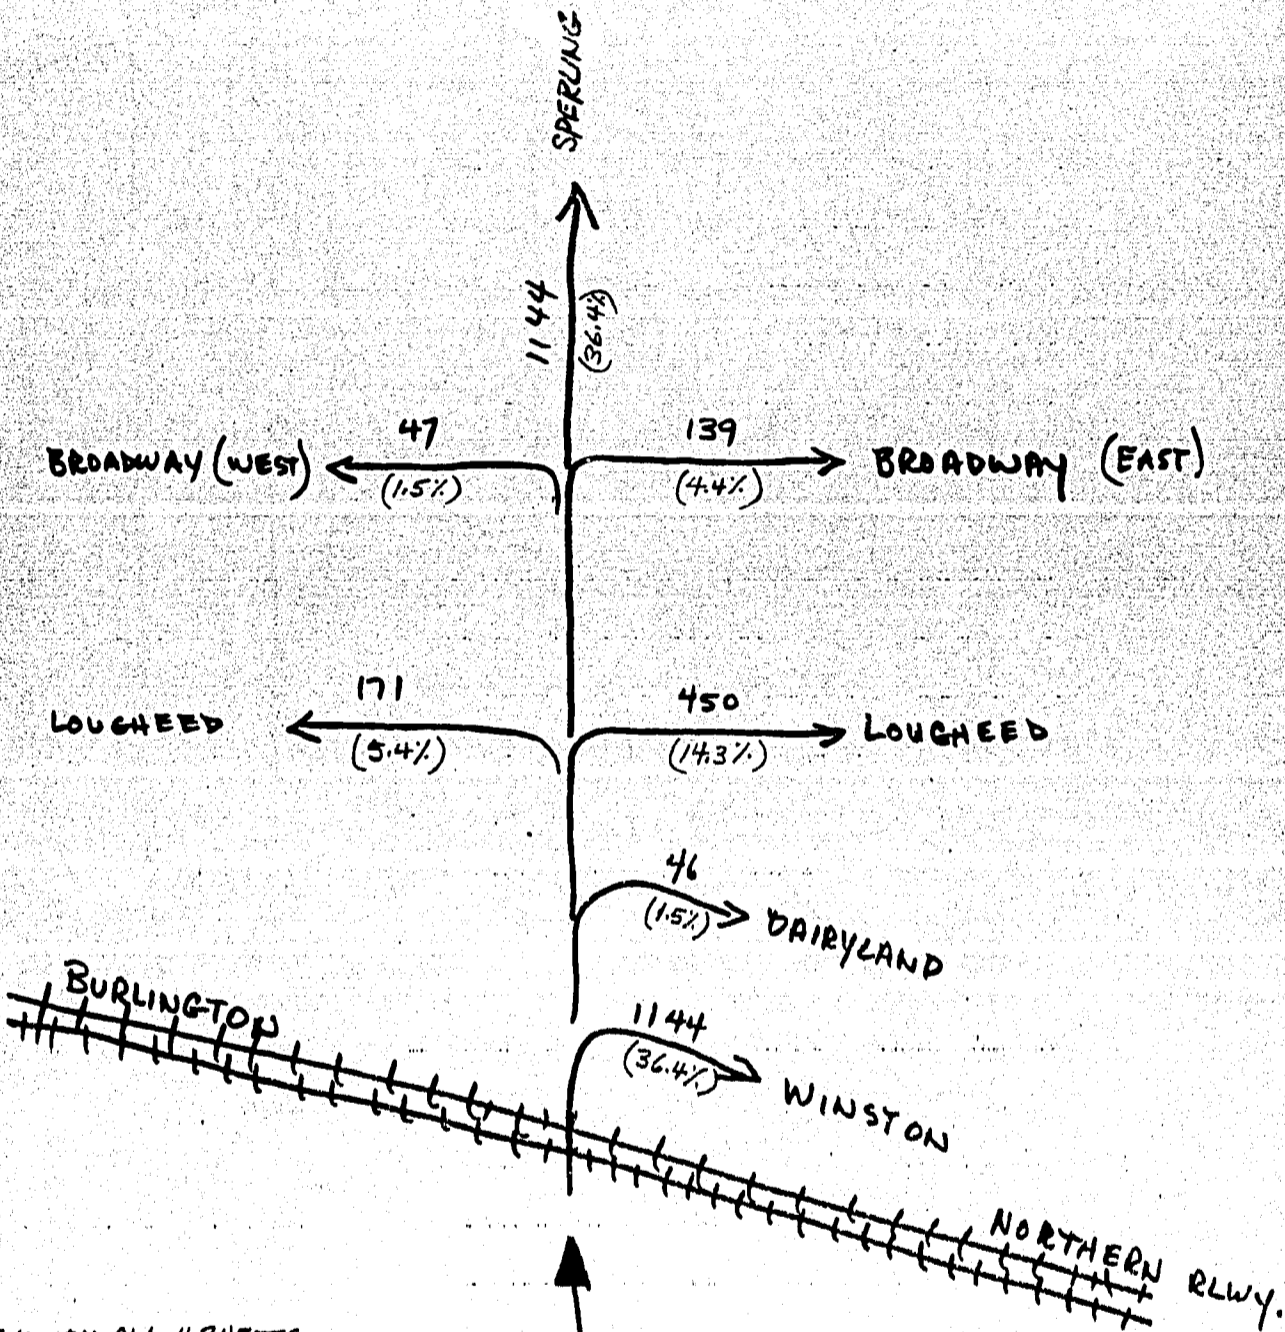 SPERLING
1144
(36.4%)
47
139
BROADWAY (WEST)
(1.5%)
(4.4%)
BROADWAY (EAST)
171
450
LOUGHEED
(5.4%)
(14.3%)
LOUGHEED
46
(1.5%)
DAIRYLAND
BURLINGTON
1144
(36.4%)
WINSTON
NORTHERN RLWY.